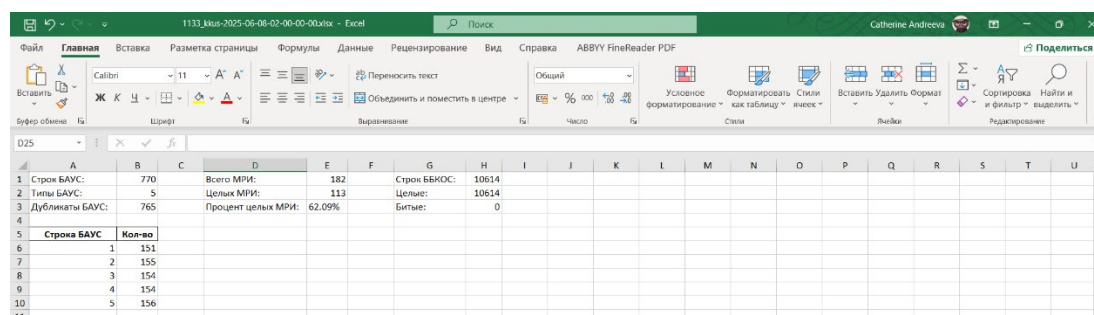 1133_kkus-2025-06-08-02-00-00-00.xlsx - Excel
Поиск
Catherine Andreeva
Файл Главная Вставка Разметка страницы Формулы Данные Рецензирование Вид Справка ABBYY FineReader PDF Поделиться
Вставить
Calibri 11
Ж К Ч
Переносить текст
Объединить и поместить в центре
Общий
% 000
Условное форматирование
Форматировать как таблицу
Стили ячеек
Вставить Удалить Формат
Сортировка и фильтр
Найти и выделить
Буфер обмена Шрифт Выравнивание Число Стили Ячейки Редактирование
D25 fx
A B C D E F G H I J K L M N O P Q R S T U
1 Строк БАУС: 770 Всего МРИ: 182 Строк ББКОС: 10614
2 Типы БАУС: 5 Целых МРИ: 113 Целые: 10614
3 Дубликаты БАУС: 765 Процент целых МРИ: 62.09% Битые: 0
4
5 Строка БАУС Кол-во
6 1 151
7 2 155
8 3 154
9 4 154
10 5 156